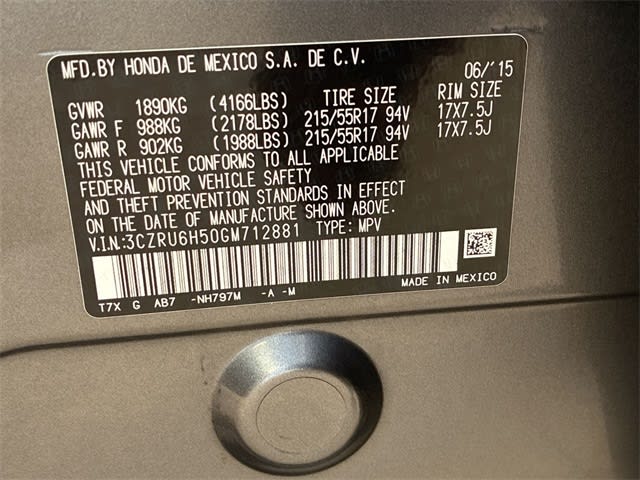 MFD.BY HONDA DE MEXICO S.A. DE C.V. 06/'15
GVWR 1890KG (4166LBS) TIRE SIZE RIM SIZE
GAWR F 988KG (2178LBS) 215/55R17 94V 17X7.5J
GAWR R 902KG (1988LBS) 215/55R17 94V 17X7.5J
THIS VEHICLE CONFORMS TO ALL APPLICABLE
FEDERAL MOTOR VEHICLE SAFETY
AND THEFT PREVENTION STANDARDS IN EFFECT
ON THE DATE OF MANUFACTURE SHOWN ABOVE.
V.I.N:3CZRU6H50GM712881 TYPE: MPV
T7X G AB7 -NH797M -A -M MADE IN MEXICO